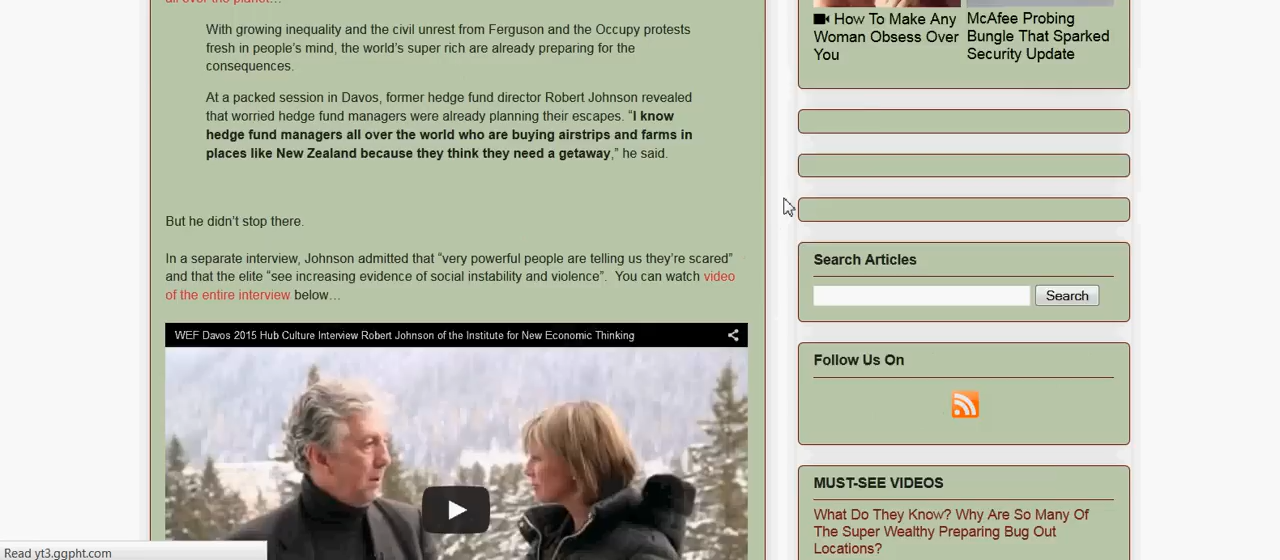 all over the planet…
With growing inequality and the civil unrest from Ferguson and the Occupy protests
fresh in people's mind, the world's super rich are already preparing for the
consequences.
At a packed session in Davos, former hedge fund director Robert Johnson revealed
that worried hedge fund managers were already planning their escapes. “I know
hedge fund managers all over the world who are buying airstrips and farms in
places like New Zealand because they think they need a getaway,” he said.
But he didn't stop there.
In a separate interview, Johnson admitted that “very powerful people are telling us they're scared”
and that the elite “see increasing evidence of social instability and violence”.  You can watch video
of the entire interview below…
WEF Davos 2015 Hub Culture Interview Robert Johnson of the Institute for New Economic Thinking
How To Make Any
Woman Obsess Over
You
McAfee Probing
Bungle That Sparked
Security Update
Search Articles
Search
Follow Us On
MUST-SEE VIDEOS
What Do They Know? Why Are So Many Of
The Super Wealthy Preparing Bug Out
Locations?
Read yt3.ggpht.com